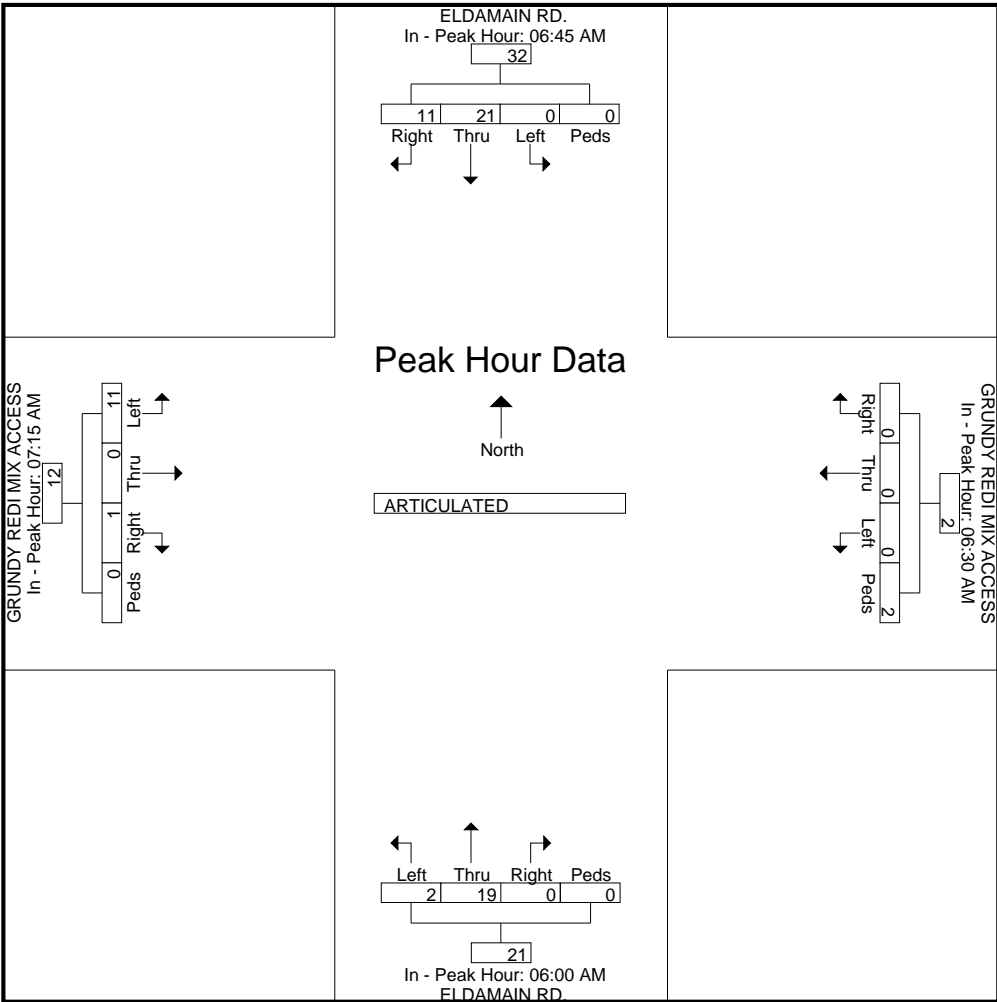 ELDAMAIN RD.
In - Peak Hour: 06:45 AM
32
11 21 0 0
Right Thru Left Peds
Peak Hour Data
North
ARTICULATED
GRUNDY REDI MIX ACCESS
In - Peak Hour: 07:15 AM
12
11 0 1 0
Left Thru Right Peds
GRUNDY REDI MIX ACCESS
In - Peak Hour: 06:30 AM
2
0 0 0 2
Right Thru Left Peds
Left Thru Right Peds
2 19 0 0
21
In - Peak Hour: 06:00 AM
ELDAMAIN RD.